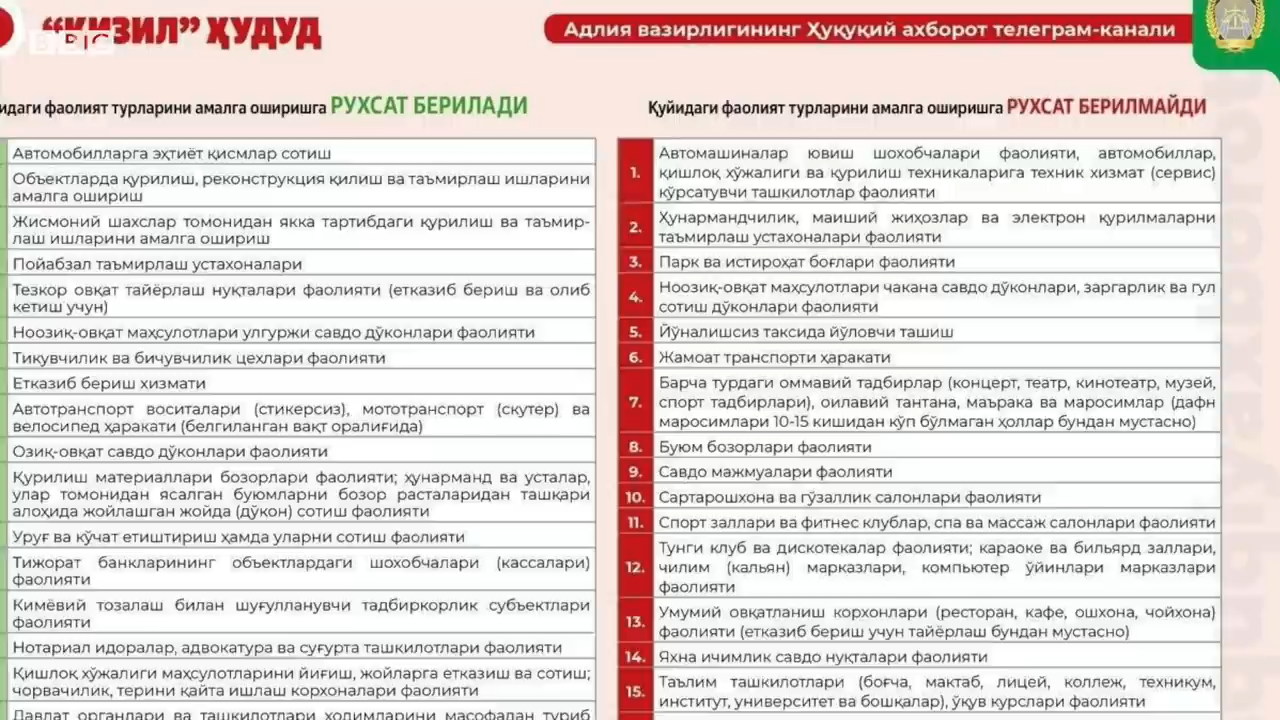 BBC
“ҚИЗИЛ” ҲУДУД
Адлия вазирлигининг Ҳуқуқий ахборот телеграм-канали
фаолият турларини амалга оширишга РУХСАТ БЕРИЛАДИ
Автомобилларга эҳтиёт қисмлар сотиш
Объектларда қурилиш, реконструкция қилиш ва таъмирлаш ишларини
амалга ошириш
Жисмоний шахслар томонидан якка тартибдаги қурилиш ва таъмир-
лаш ишларини амалга ошириш
Пойабзал таъмирлаш устахоналари
Тезкор овқат тайёрлаш нуқталари фаолияти (етказиб бериш ва олиб
кетиш учун)
Ноозиқ-овқат маҳсулотлари улгуржи савдо дўконлари фаолияти
Тикувчилик ва бичувчилик цехлари фаолияти
Етказиб бериш хизмати
Автотранспорт воситалари (стикерсиз), мототранспорт (скутер) ва
велосипед ҳаракати (белгиланган вақт оралиғида)
Озиқ-овқат савдо дўконлари фаолияти
Қурилиш материаллари бозорлари фаолияти; ҳунарманд ва усталар,
улар томонидан ясалган буюмларни бозор расталаридан ташқари
алоҳида жойлашган жойда (дўкон) сотиш фаолияти
Уруғ ва кўчат етиштириш ҳамда уларни сотиш фаолияти
Тижорат банкларининг объектлардаги шохобчалари (кассалари)
фаолияти
Кимёвий тозалаш билан шуғулланувчи тадбиркорлик субъектлари
фаолияти
Нотариал идоралар, адвокатура ва суғурта ташкилотлари фаолияти
Қишлоқ хўжалиги маҳсулотларини йиғиш, жойларга етказиш ва сотиш;
чорвачилик, терини қайта ишлаш корхоналари фаолияти
Давлат органлари ва ташкилотлари ходимларини масофадан туриб
Қуйидаги фаолият турларини амалга оширишга РУХСАТ БЕРИЛМАЙДИ
1. Автомашиналар ювиш шохобчалари фаолияти, автомобиллар,
қишлоқ хўжалиги ва қурилиш техникаларига техник хизмат (сервис)
кўрсатувчи ташкилотлар фаолияти
2. Ҳунармандчилик, маиший жиҳозлар ва электрон қурилмаларни
таъмирлаш устахоналари фаолияти
3. Парк ва истироҳат боғлари фаолияти
4. Ноозиқ-овқат маҳсулотлари чакана савдо дўконлари, заргарлик ва гул
сотиш дўконлари фаолияти
5. Йўналишсиз таксида йўловчи ташиш
6. Жамоат транспорти ҳаракати
7. Барча турдаги оммавий тадбирлар (концерт, театр, кинотеатр, музей,
спорт тадбирлари), оилавий тантана, маърака ва маросимлар (дафн
маросимлари 10-15 кишидан кўп бўлмаган ҳоллар бундан мустасно)
8. Буюм бозорлари фаолияти
9. Савдо мажмуалари фаолияти
10. Сартарошхона ва гўзаллик салонлари фаолияти
11. Спорт заллари ва фитнес клублар, спа ва массаж салонлари фаолияти
12. Тунги клуб ва дискотекалар фаолияти; караоке ва бильярд заллари,
чилим (кальян) марказлари, компьютер ўйинлари марказлари
фаолияти
13. Умумий овқатланиш корхонлари (ресторан, кафе, ошхона, чойхона)
фаолияти (етказиб бериш учун тайёрлаш бундан мустасно)
14. Яхна ичимлик савдо нуқталари фаолияти
15. Таълим ташкилотлари (боғча, мактаб, лицей, коллеж, техникум,
институт, университет ва бошқалар), ўқув курслари фаолияти